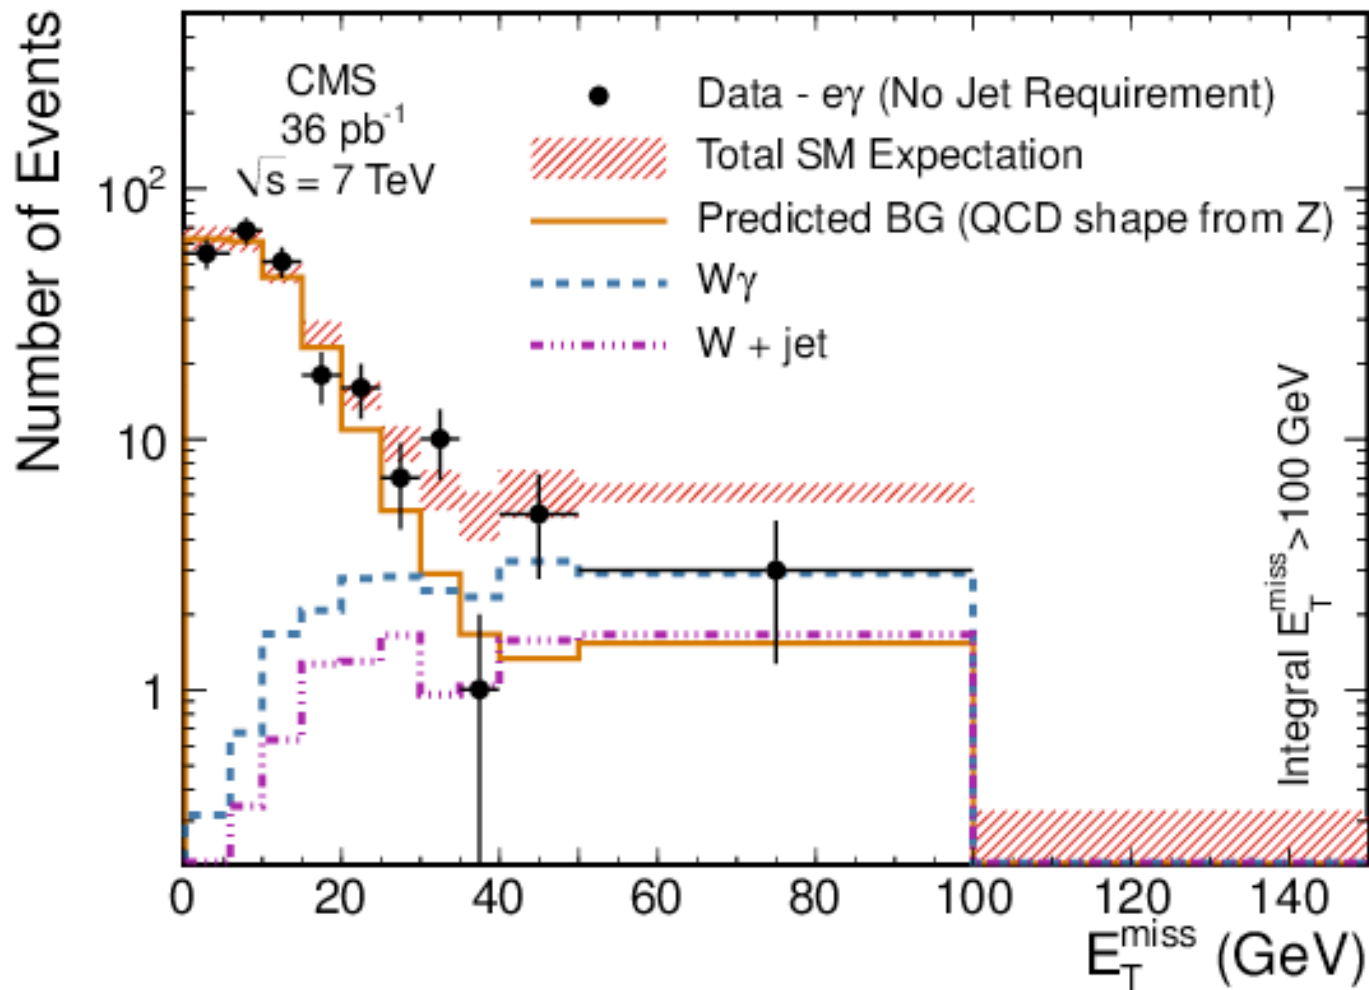 Number of Events
10²
10
1
CMS
36 pb⁻¹
√s = 7 TeV
Data - eγ (No Jet Requirement)
Total SM Expectation
Predicted BG (QCD shape from Z)
Wγ
W + jet
Integral E_T^miss >100 GeV
0 20 40 60 80 100 120 140
E_T^miss (GeV)